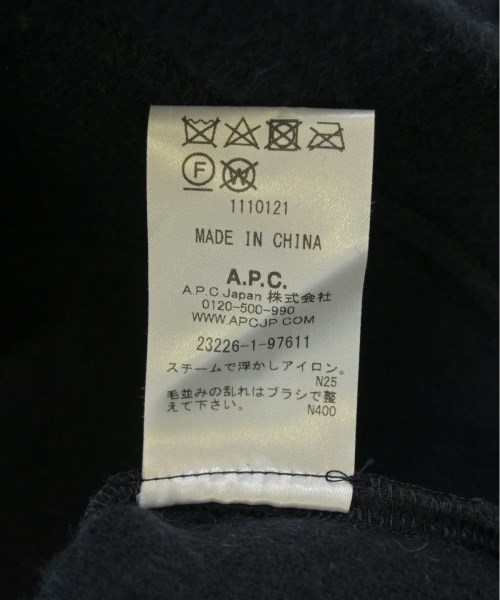 F W
1110121
MADE IN CHINA
A.P.C.
A.P.C.Japan 株式会社
0120-500-990
WWW.APCJP.COM
23226-1-97611
スチームで浮かしアイロン。
N25
毛並みの乱れはブラシで整
えて下さい。 N400